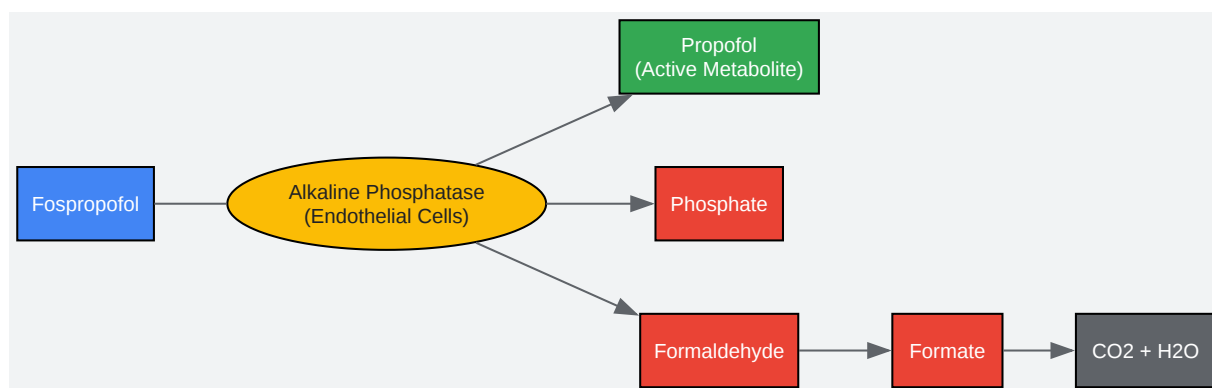 Propofol
(Active Metabolite)
Fospropofol
Alkaline Phosphatase
(Endothelial Cells)
Phosphate
Formaldehyde
Formate
CO2 + H2O